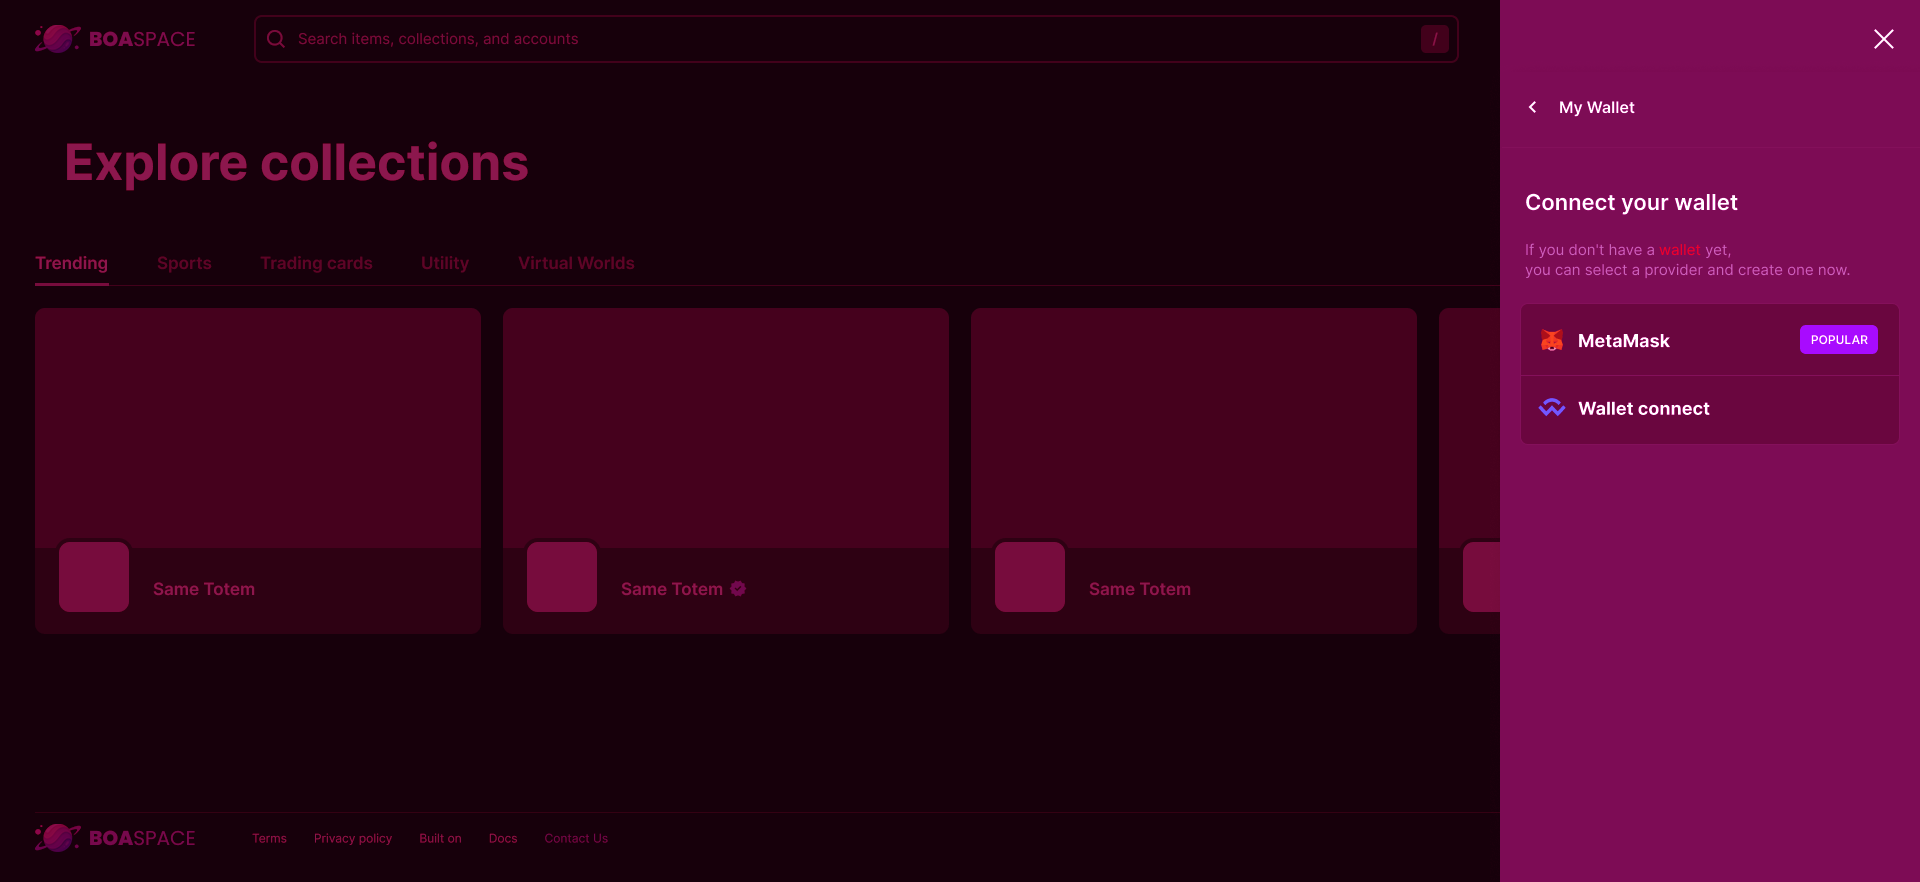 BOASPACE
Search items, collections, and accounts
/
Explore collections
Trending
Sports
Trading cards
Utility
Virtual Worlds
Same Totem
Same Totem
Same Totem
BOASPACE
Terms
Privacy policy
Built on
Docs
Contact Us
My Wallet
Connect your wallet
If you don't have a wallet yet,
you can select a provider and create one now.
MetaMask
POPULAR
Wallet connect